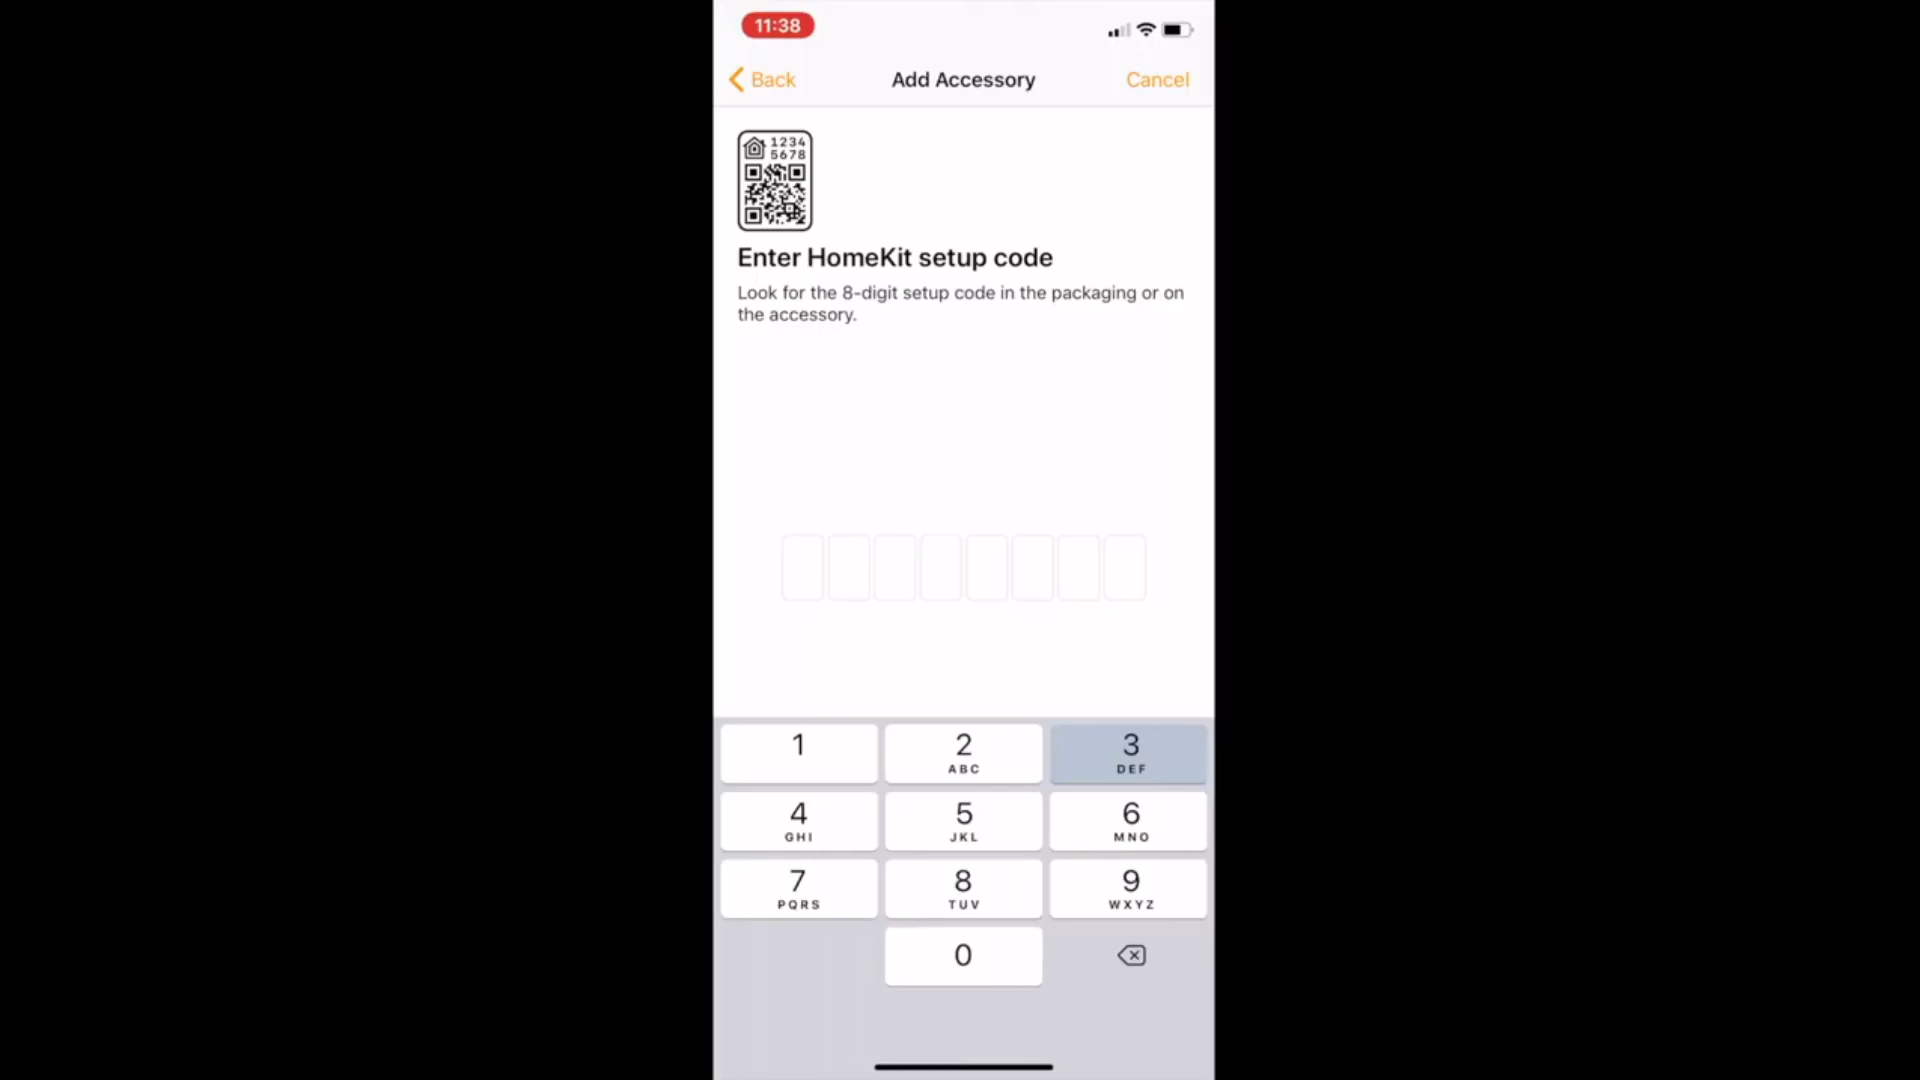 11:38
Back
Add Accessory
Cancel
1234
5678
Enter HomeKit setup code
Look for the 8-digit setup code in the packaging or on
the accessory.
1
2
ABC
3
DEF
4
GHI
5
JKL
6
MNO
7
PQRS
8
TUV
9
WXYZ
0